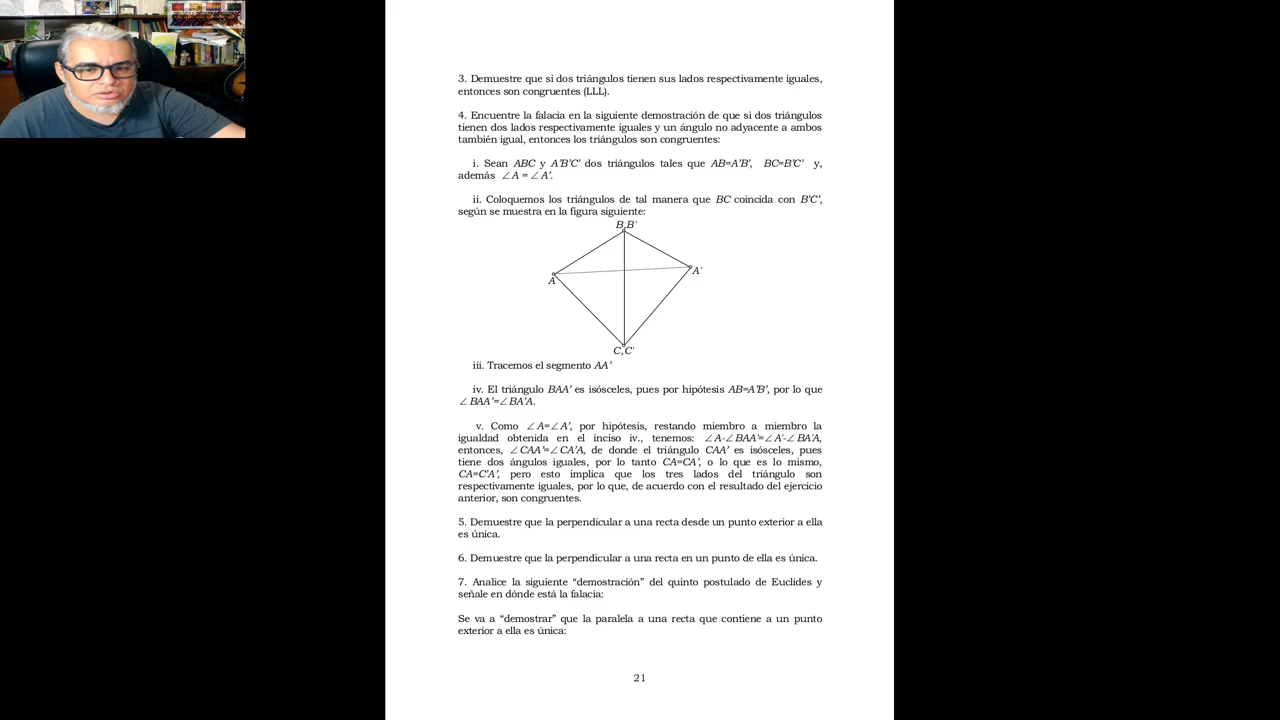 3. Demuestre que si dos triángulos tienen sus lados respectivamente iguales,
entonces son congruentes (LLL).
4. Encuentre la falacia en la siguiente demostración de que si dos triángulos
tienen dos lados respectivamente iguales y un ángulo no adyacente a ambos
también igual, entonces los triángulos son congruentes:
i. Sean ABC y A'B'C' dos triángulos tales que AB=A'B', BC=B'C' y,
además ∠A = ∠A'.
ii. Coloquemos los triángulos de tal manera que BC coincida con B'C',
según se muestra en la figura siguiente:
B,B'
A
A'
C,C'
iii. Tracemos el segmento AA'
iv. El triángulo BAA' es isósceles, pues por hipótesis AB=A'B', por lo que
∠BAA'=∠BA'A.
v. Como ∠A=∠A', por hipótesis, restando miembro a miembro la
igualdad obtenida en el inciso iv., tenemos: ∠A-∠BAA'=∠A'-∠BA'A,
entonces, ∠CAA'=∠CA'A, de donde el triángulo CAA' es isósceles, pues
tiene dos ángulos iguales, por lo tanto CA=CA', o lo que es lo mismo,
CA=C'A', pero esto implica que los tres lados del triángulo son
respectivamente iguales, por lo que, de acuerdo con el resultado del ejercicio
anterior, son congruentes.
5. Demuestre que la perpendicular a una recta desde un punto exterior a ella
es única.
6. Demuestre que la perpendicular a una recta en un punto de ella es única.
7. Analice la siguiente “demostración” del quinto postulado de Euclides y
señale en dónde está la falacia:
Se va a “demostrar” que la paralela a una recta que contiene a un punto
exterior a ella es única:
21